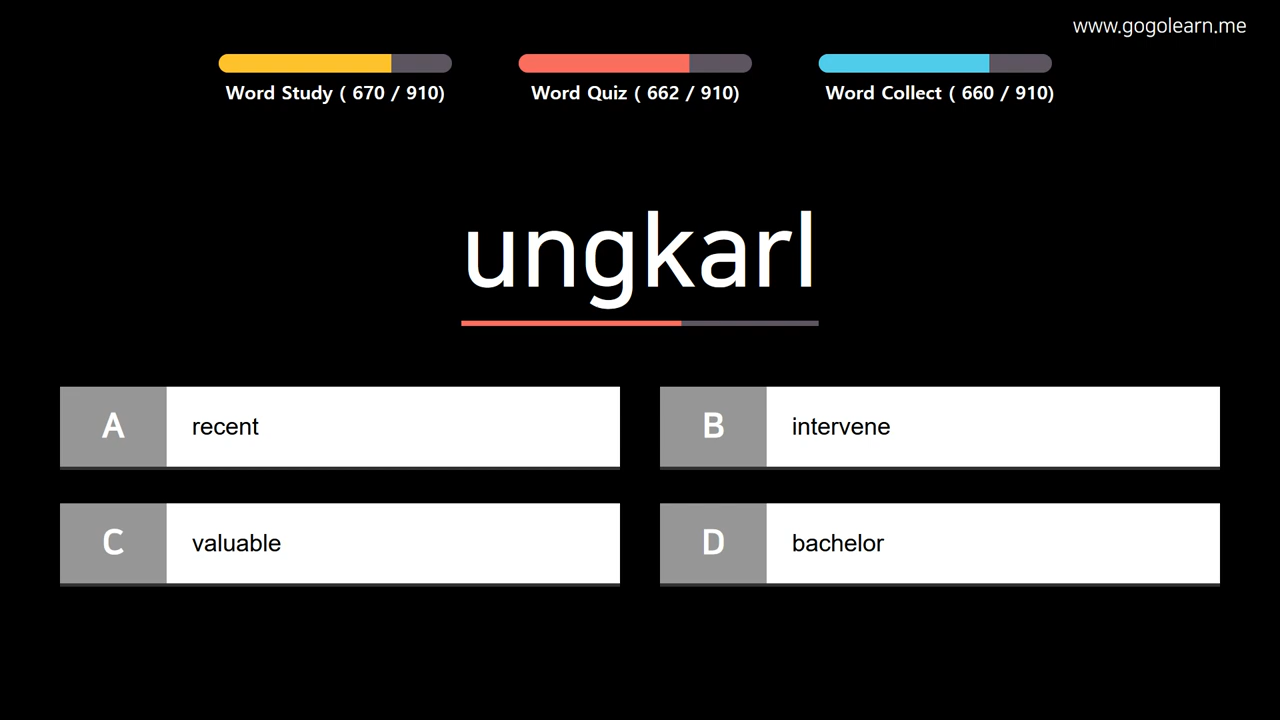 www.gogolearn.me
Word Study ( 670 / 910)
Word Quiz ( 662 / 910)
Word Collect ( 660 / 910)
ungkarl
A
recent
B
intervene
C
valuable
D
bachelor